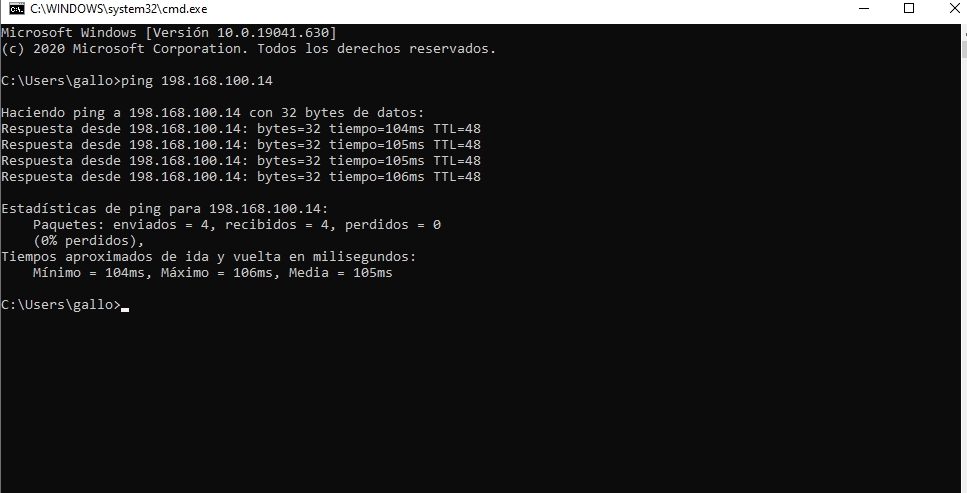 C:\WINDOWS\system32\cmd.exe
Microsoft Windows [Versión 10.0.19041.630]
(c) 2020 Microsoft Corporation. Todos los derechos reservados.
C:\Users\gallo>ping 198.168.100.14
Haciendo ping a 198.168.100.14 con 32 bytes de datos:
Respuesta desde 198.168.100.14: bytes=32 tiempo=104ms TTL=48
Respuesta desde 198.168.100.14: bytes=32 tiempo=105ms TTL=48
Respuesta desde 198.168.100.14: bytes=32 tiempo=105ms TTL=48
Respuesta desde 198.168.100.14: bytes=32 tiempo=106ms TTL=48
Estadísticas de ping para 198.168.100.14:
    Paquetes: enviados = 4, recibidos = 4, perdidos = 0
    (0% perdidos),
Tiempos aproximados de ida y vuelta en milisegundos:
    Mínimo = 104ms, Máximo = 106ms, Media = 105ms
C:\Users\gallo>